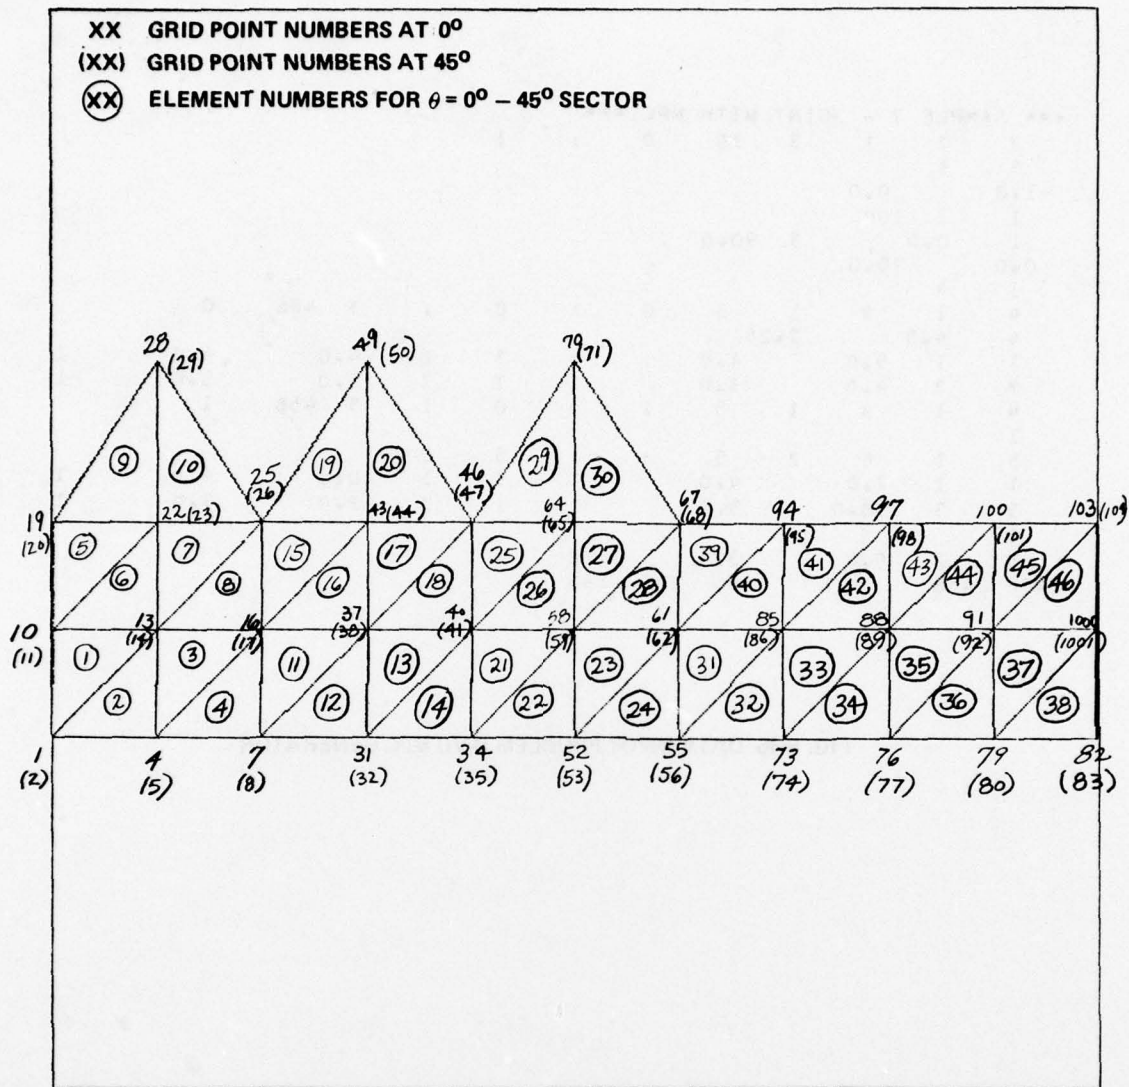 XX GRID POINT NUMBERS AT 0°
(XX) GRID POINT NUMBERS AT 45°
XX ELEMENT NUMBERS FOR θ = 0° – 45° SECTOR
28 (29) 49 (50) 79 (71)
9 10 25 (26) 19 20 46 (47) 29 30
19 (20) 22 (23) 43 (44) 64 (65) 67 (68) 94 (95) 97 (98) 100 (101) 103 (104)
5 6 7 8 15 16 17 18 25 26 27 28 39 40 41 42 43 44 45 46
10 (11) 13 (14) 16 (17) 37 (38) 40 (41) 58 (59) 61 (62) 85 (86) 88 (89) 91 (92)
1 2 3 4 11 12 13 14 21 22 23 24 31 32 33 34 35 36 37 38
1 4 7 31 34 52 55 73 76 79 82
(2) (5) (8) (32) (35) (53) (56) (74) (77) (80) (83)